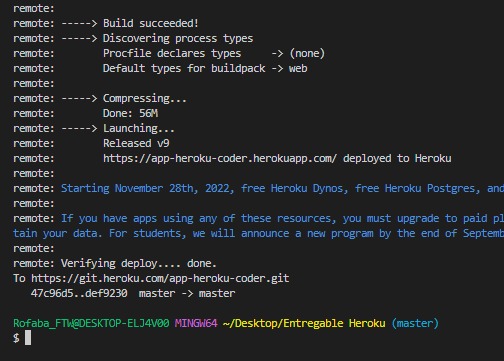 remote:
remote: -----> Build succeeded!
remote: -----> Discovering process types
remote:        Procfile declares types     -> (none)
remote:        Default types for buildpack -> web
remote:
remote: -----> Compressing...
remote:        Done: 56M
remote: -----> Launching...
remote:        Released v9
remote:        https://app-heroku-coder.herokuapp.com/ deployed to Heroku
remote:
remote: Starting November 28th, 2022, free Heroku Dynos, free Heroku Postgres, and
remote:
remote: If you have apps using any of these resources, you must upgrade to paid pl
tain your data. For students, we will announce a new program by the end of Septemb
remote:
remote: Verifying deploy.... done.
To https://git.heroku.com/app-heroku-coder.git
   47c96d5..def9230  master -> master

Rofaba_FTW@DESKTOP-ELJ4V00 MINGW64 ~/Desktop/Entregable Heroku (master)
$